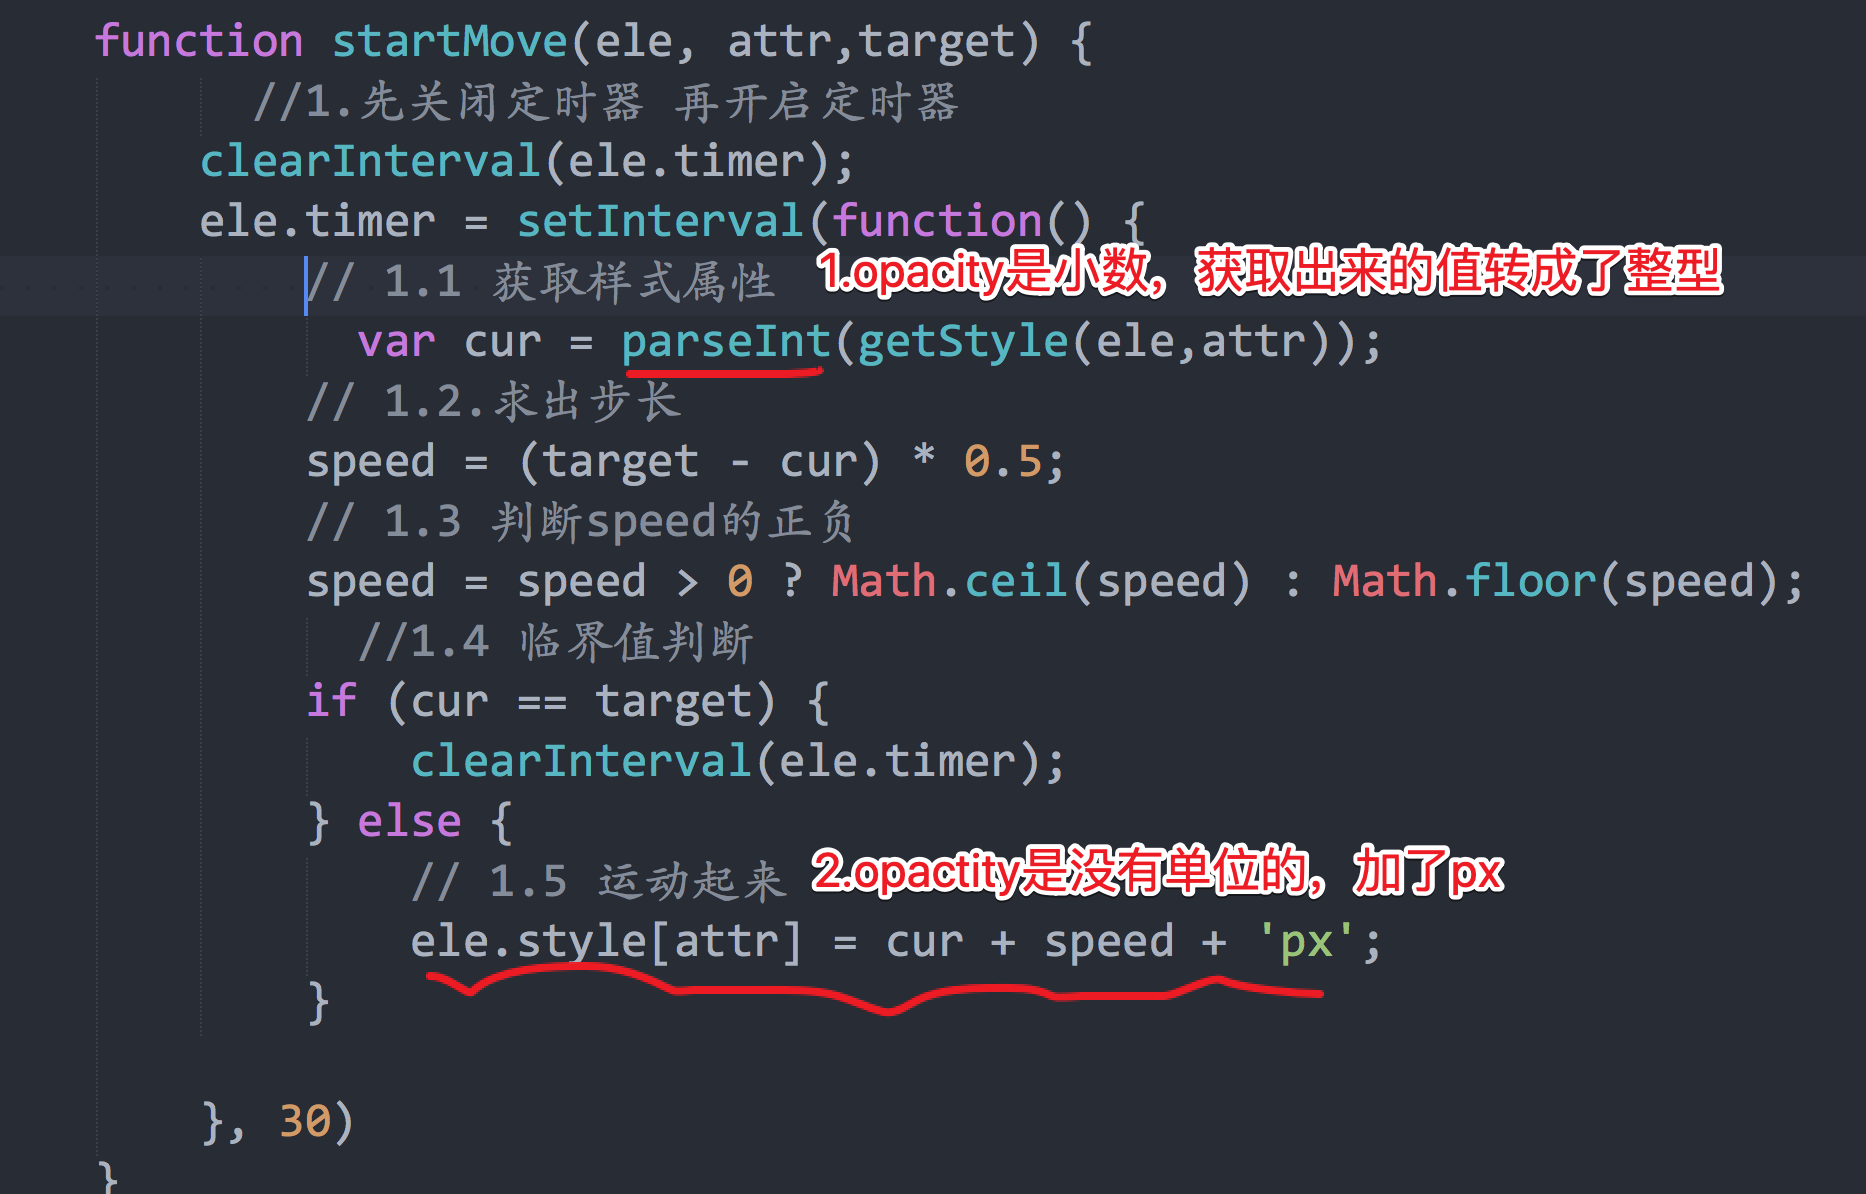 function startMove(ele, attr,target) {
//1.先关闭定时器 再开启定时器
clearInterval(ele.timer);
ele.timer = setInterval(function() {
// 1.1 获取样式属性 1.opacity是小数，获取出来的值转成了整型
var cur = parseInt(getStyle(ele,attr));
// 1.2.求出步长
speed = (target - cur) * 0.5;
// 1.3 判断speed的正负
speed = speed > 0 ? Math.ceil(speed) : Math.floor(speed);
//1.4 临界值判断
if (cur == target) {
clearInterval(ele.timer);
} else {
// 1.5 运动起来 2.opactity是没有单位的，加了px
ele.style[attr] = cur + speed + 'px';
}
}, 30)
}